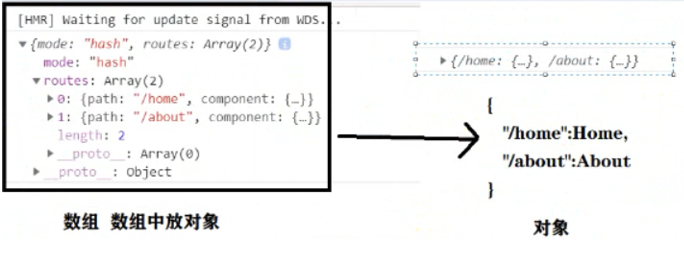 [HMR] Waiting for update signal from WDS...
▼{mode: "hash", routes: Array(2)} i
mode: "hash"
▼routes: Array(2)
▶0: {path: "/home", component: {…}}
▶1: {path: "/about", component: {…}}
length: 2
▶__proto__: Array(0)
▶__proto__: Object
数组 数组中放对象
▶{/home: {…}, /about: {…}}
{
"/home":Home,
"/about":About
}
对象